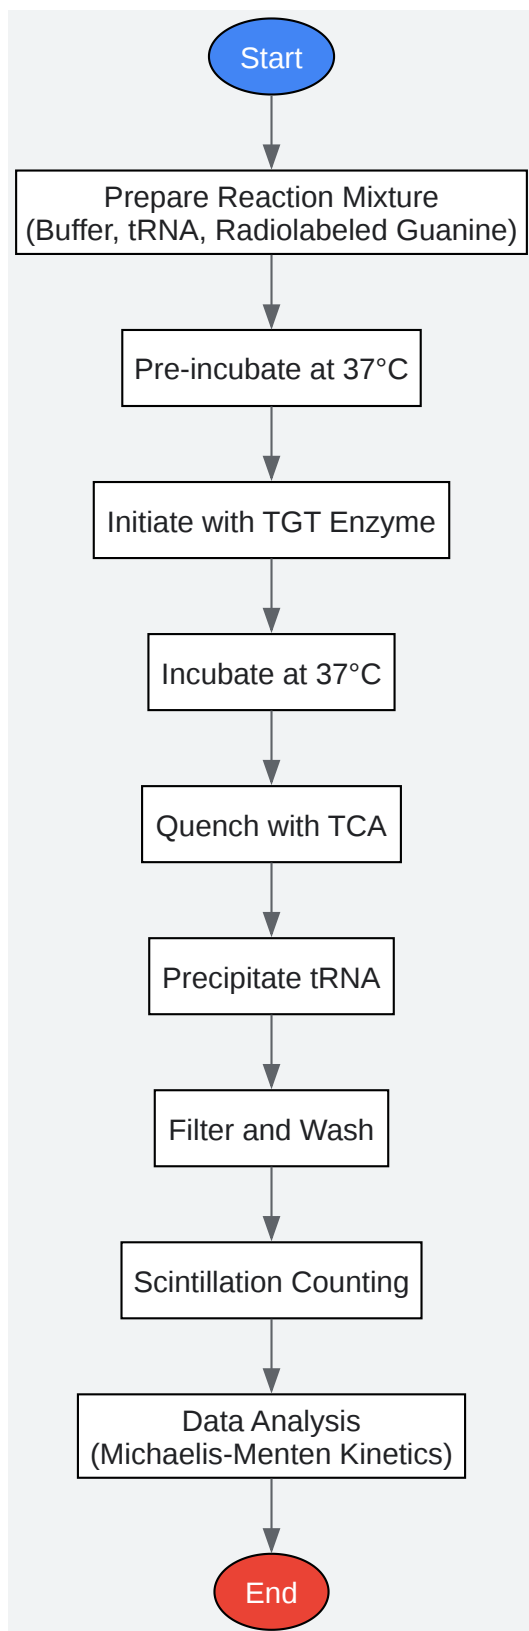 Start
Prepare Reaction Mixture
(Buffer, tRNA, Radiolabeled Guanine)
Pre-incubate at 37°C
Initiate with TGT Enzyme
Incubate at 37°C
Quench with TCA
Precipitate tRNA
Filter and Wash
Scintillation Counting
Data Analysis
(Michaelis-Menten Kinetics)
End